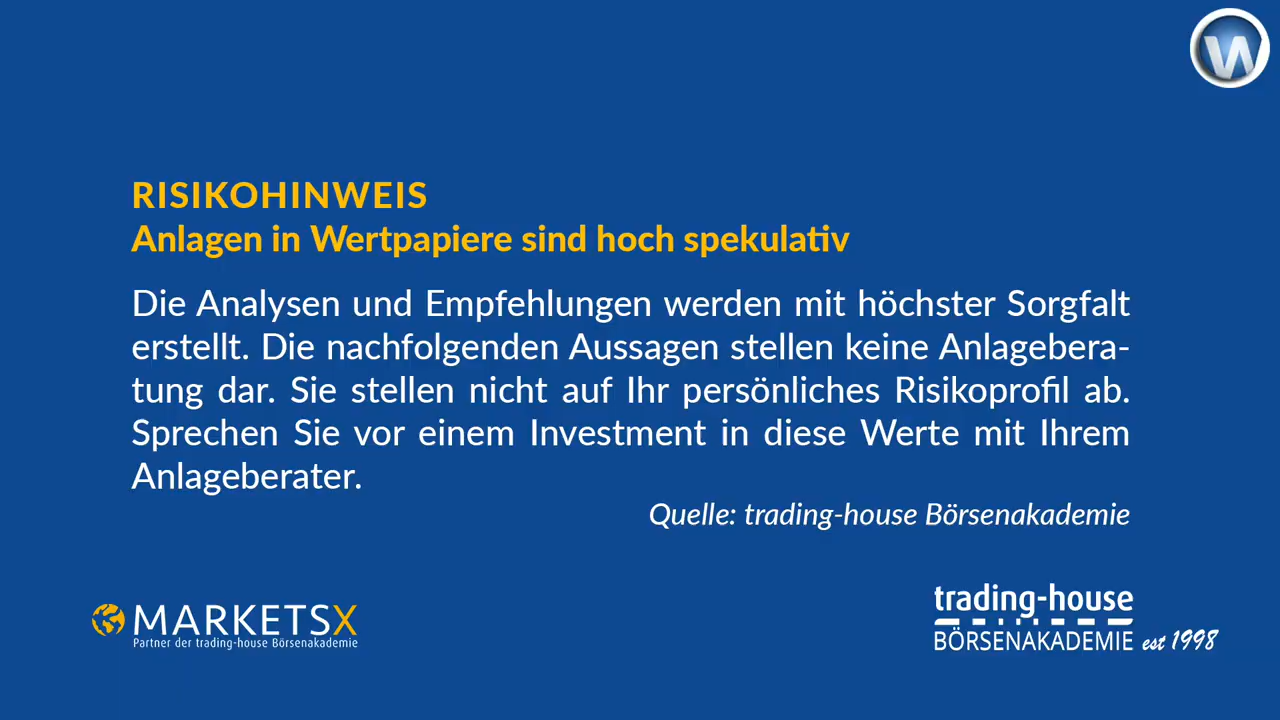 W
RISIKOHINWEIS
Anlagen in Wertpapiere sind hoch spekulativ
Die Analysen und Empfehlungen werden mit höchster Sorgfalt
erstellt. Die nachfolgenden Aussagen stellen keine Anlagebera-
tung dar. Sie stellen nicht auf Ihr persönliches Risikoprofil ab.
Sprechen Sie vor einem Investment in diese Werte mit Ihrem
Anlageberater.
Quelle: trading-house Börsenakademie
MARKETSX
Partner der trading-house Börsenakademie
trading-house
BÖRSENAKADEMIE est 1998